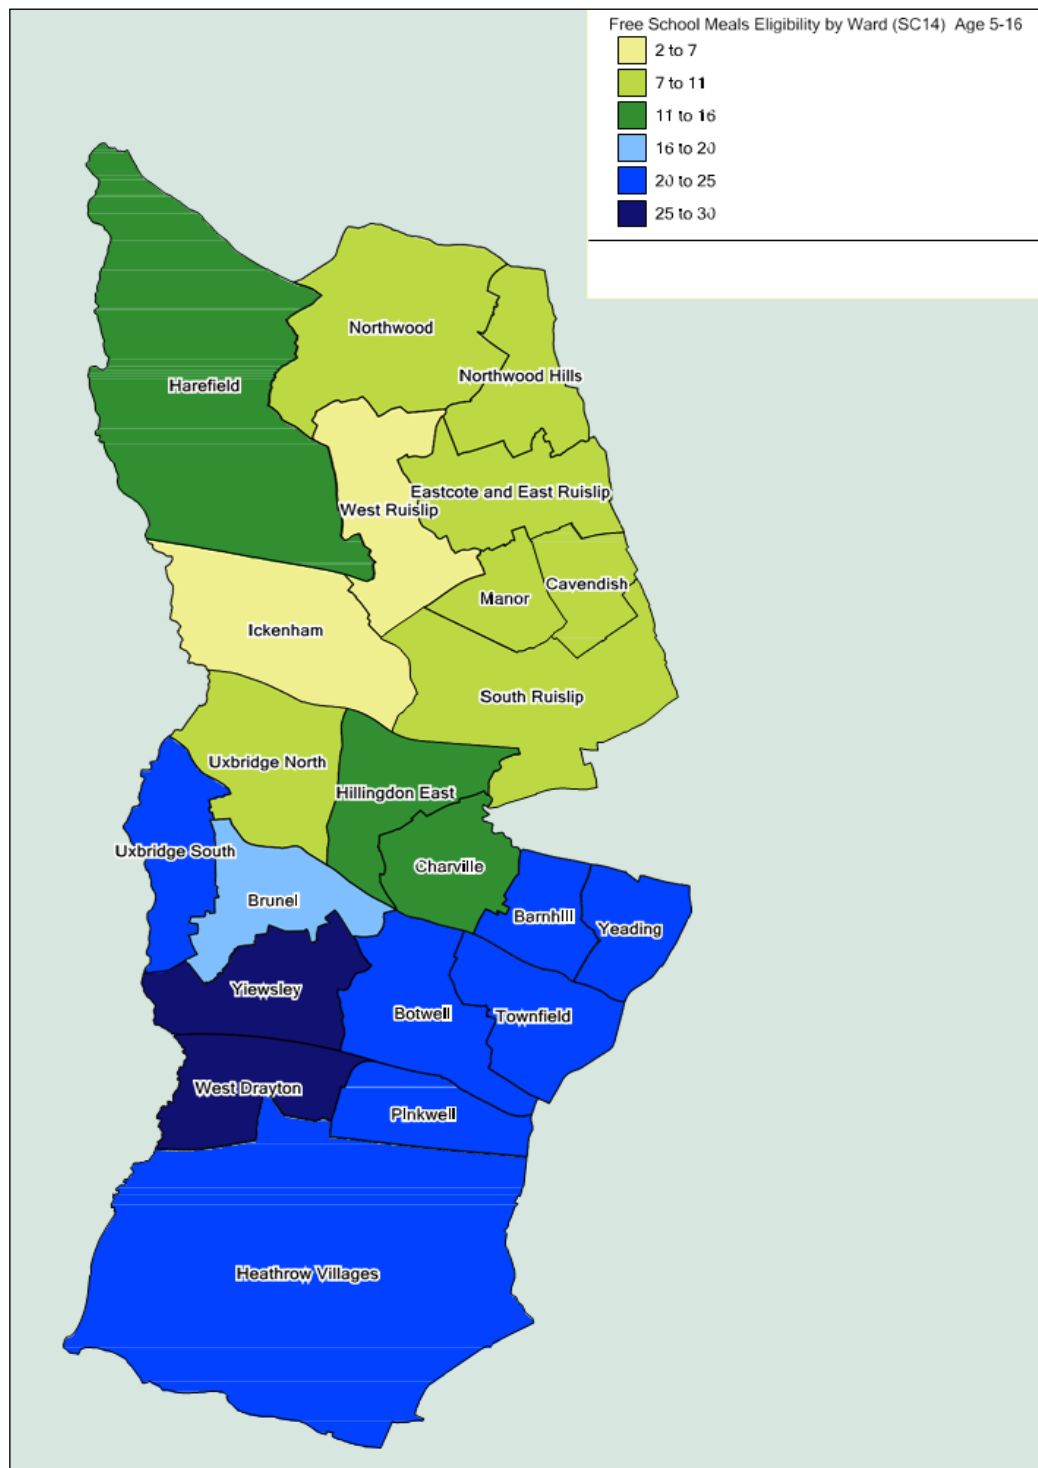 Free School Meals Eligibility by Ward (SC14) Age 5-16
2 to 7
7 to 11
11 to 16
16 to 20
20 to 25
25 to 30
Northwood
Northwood Hills
Harefield
Eastcote and East Ruislip
West Ruislip
Cavendish
Manor
Ickenham
South Ruislip
Uxbridge North
Hillingdon East
Uxbridge South
Charville
Brunel
Barnhill
Yeading
Yiewsley
Botwell
Townfield
West Drayton
Pinkwell
Heathrow Villages